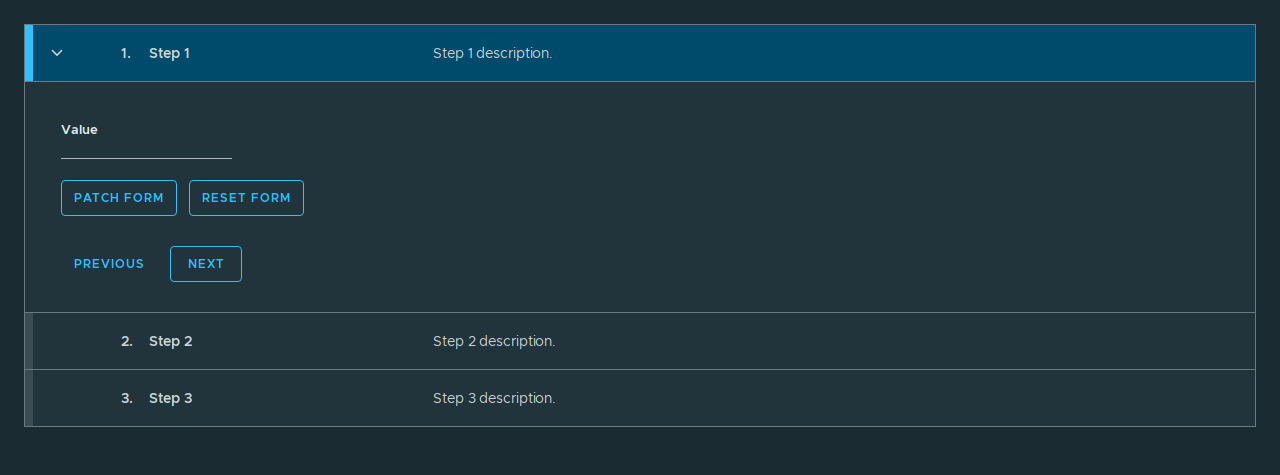 1. Step 1 Step 1 description.
Value
PATCH FORM RESET FORM
PREVIOUS NEXT
2. Step 2 Step 2 description.
3. Step 3 Step 3 description.